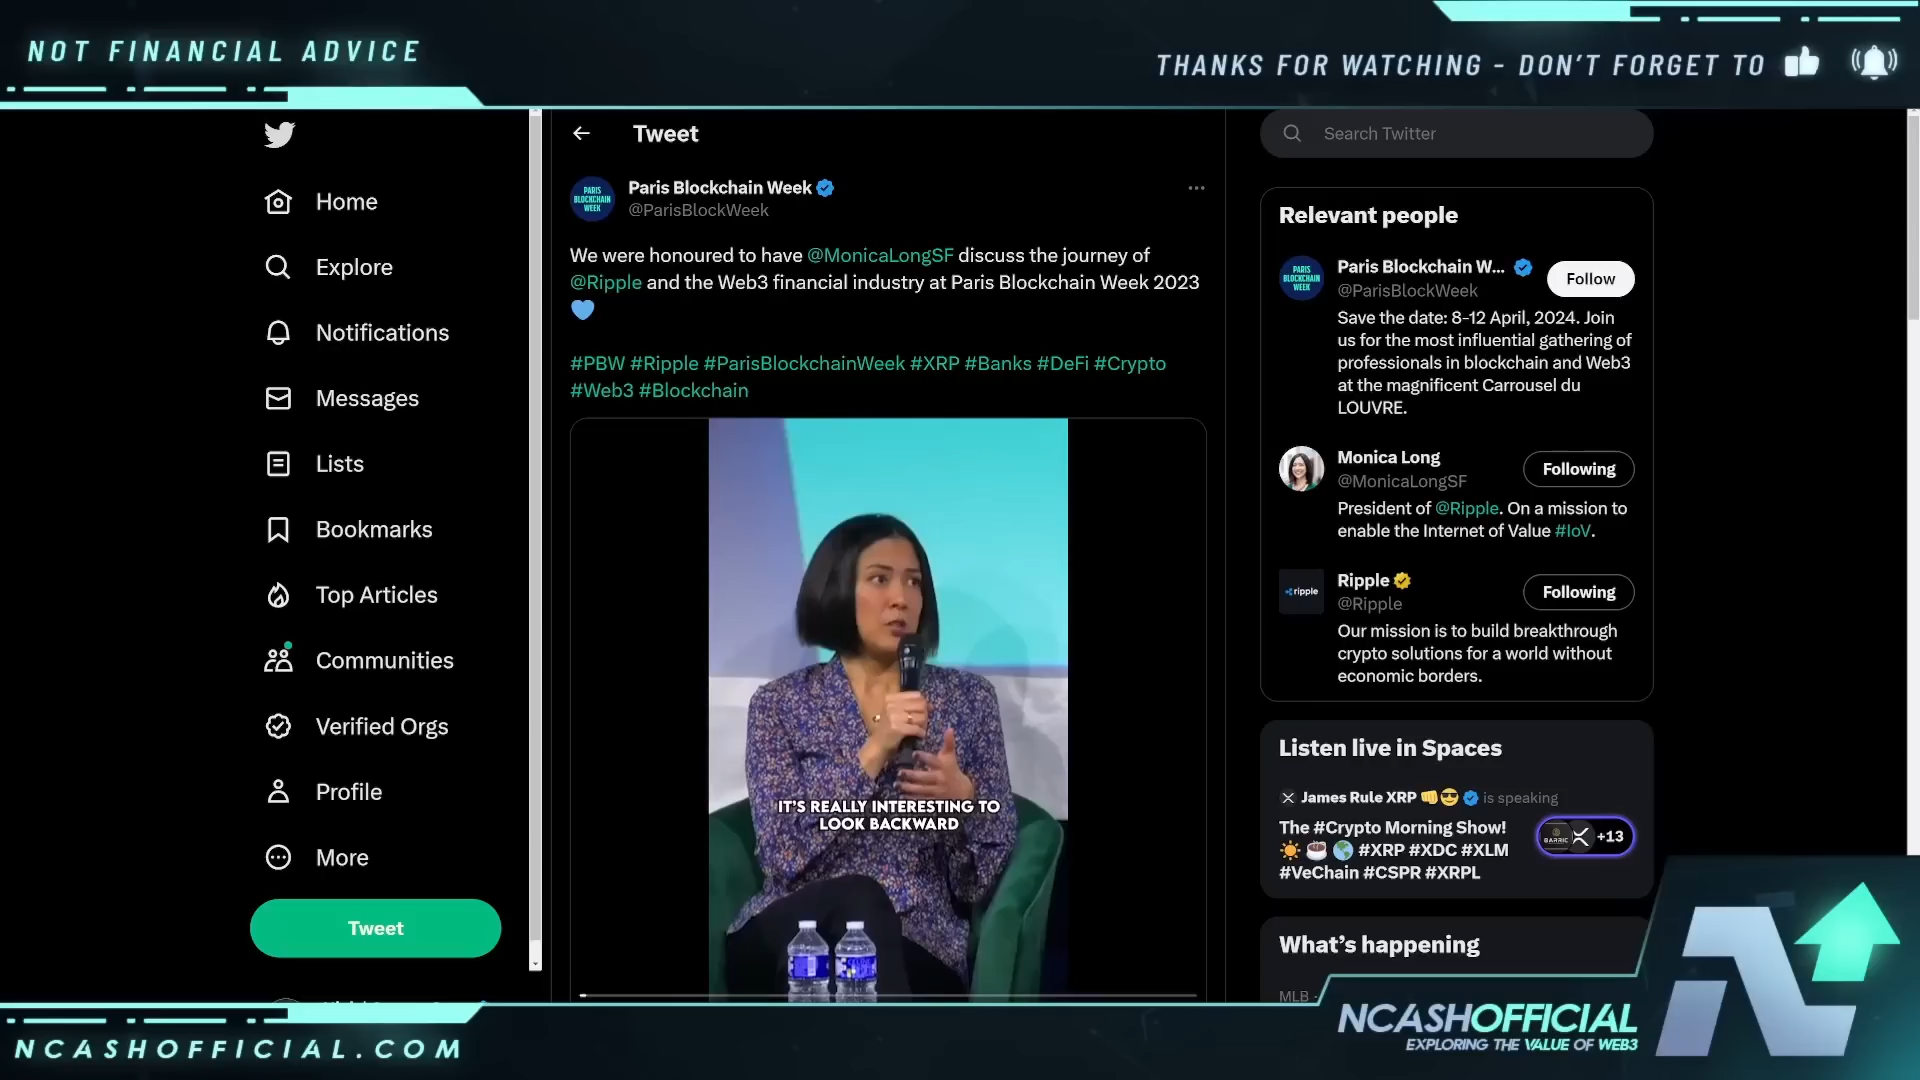 NOT FINANCIAL ADVICE
THANKS FOR WATCHING - DON'T FORGET TO
Home
Explore
Notifications
Messages
Lists
Bookmarks
Top Articles
Communities
Verified Orgs
Profile
More
Tweet
Tweet
PARIS
BLOCKCHAIN
WEEK
Paris Blockchain Week
@ParisBlockWeek
We were honoured to have @MonicaLongSF discuss the journey of
@Ripple and the Web3 financial industry at Paris Blockchain Week 2023
💙
#PBW #Ripple #ParisBlockchainWeek #XRP #Banks #DeFi #Crypto
#Web3 #Blockchain
IT'S REALLY INTERESTING TO
LOOK BACKWARD
Search Twitter
Relevant people
PARIS
BLOCKCHAIN
WEEK
Paris Blockchain W...
@ParisBlockWeek
Follow
Save the date: 8-12 April, 2024. Join
us for the most influential gathering of
professionals in blockchain and Web3
at the magnificent Carrousel du
LOUVRE.
Monica Long
@MonicaLongSF
Following
President of @Ripple. On a mission to
enable the Internet of Value #IoV.
ripple
Ripple
@Ripple
Following
Our mission is to build breakthrough
crypto solutions for a world without
economic borders.
Listen live in Spaces
James Rule XRP 👊😎 is speaking
The #Crypto Morning Show!
☀️ ☕ 🌎 #XRP #XDC #XLM
#VeChain #CSPR #XRPL
+13
What's happening
MLB
NCASHOFFICIAL.COM
NCASHOFFICIAL
EXPLORING THE VALUE OF WEB3